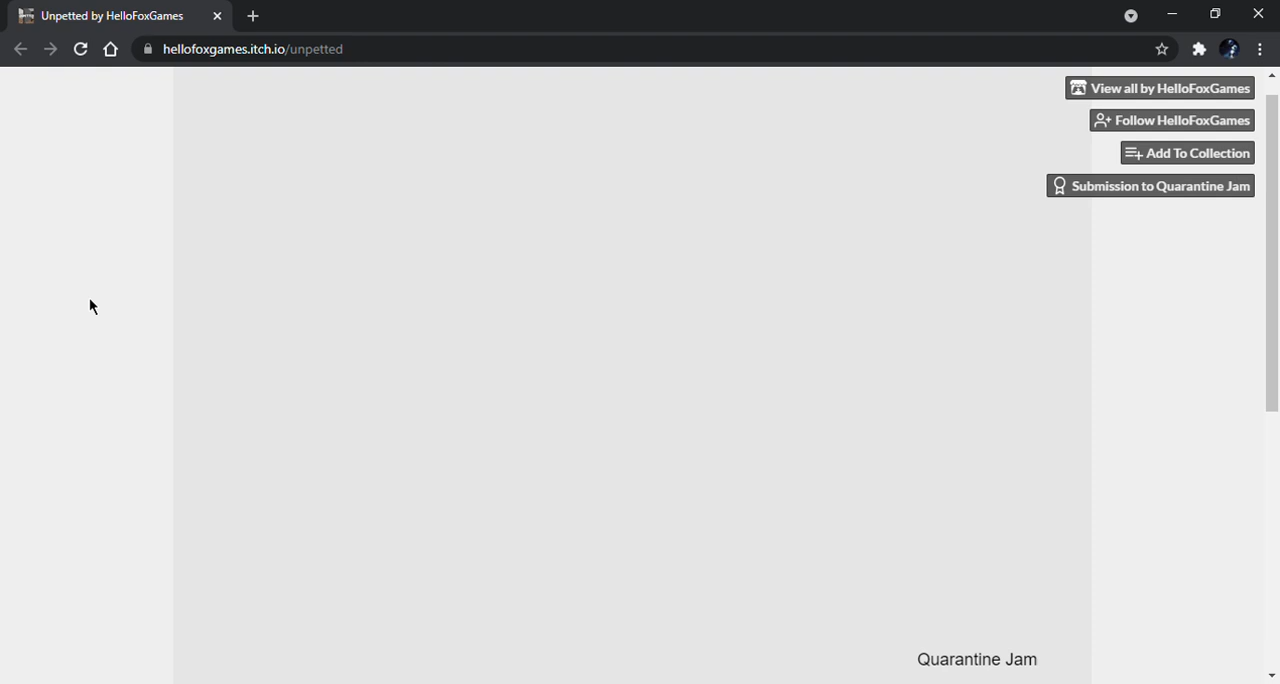 Unpetted by HelloFoxGames
hellofoxgames.itch.io/unpetted
View all by HelloFoxGames
Follow HelloFoxGames
Add To Collection
Submission to Quarantine Jam
Quarantine Jam